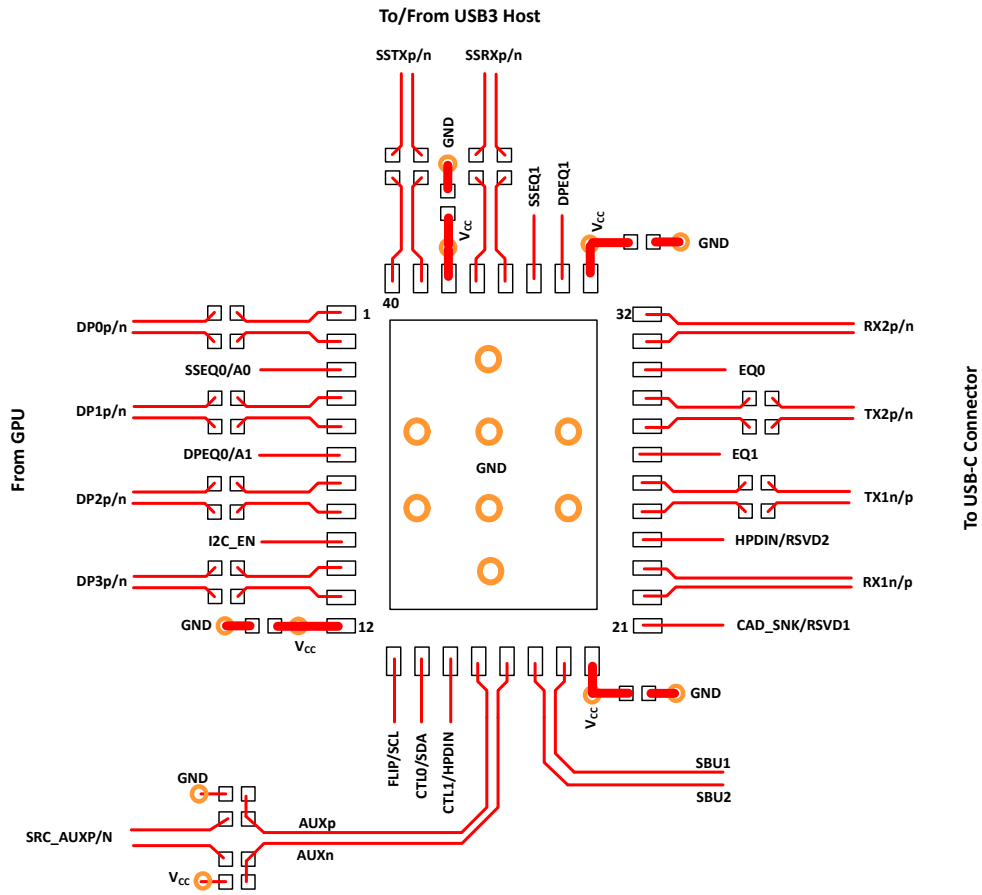 To/From USB3 Host
SSTXp/n
SSRXp/n
GND
VCC
SSEQ1
DPEQ1
VCC
GND
40
1
32
DP0p/n
RX2p/n
SSEQ0/A0
EQ0
DP1p/n
TX2p/n
From GPU
DPEQ0/A1
GND
EQ1
To USB-C Connector
DP2p/n
TX1n/p
I2C_EN
HPDIN/RSVD2
DP3p/n
RX1n/p
GND
VCC
12
21
CAD_SNK/RSVD1
FLIP/SCL
CTL0/SDA
CTL1/HPDIN
VCC
GND
SBU1
SBU2
GND
SRC_AUXP/N
AUXp
AUXn
VCC